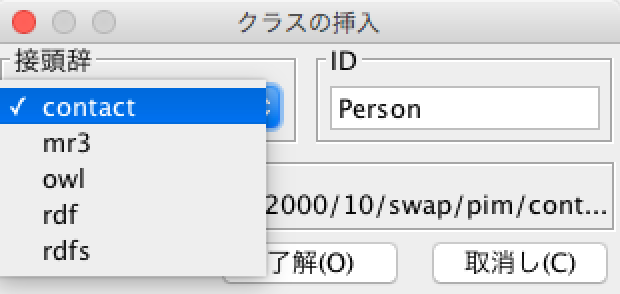 クラスの挿入
接頭辞
ID
✓ contact
Person
mr3
owl
rdf
2000/10/swap/pim/cont...
rdfs
了解(O)
取消し(C)